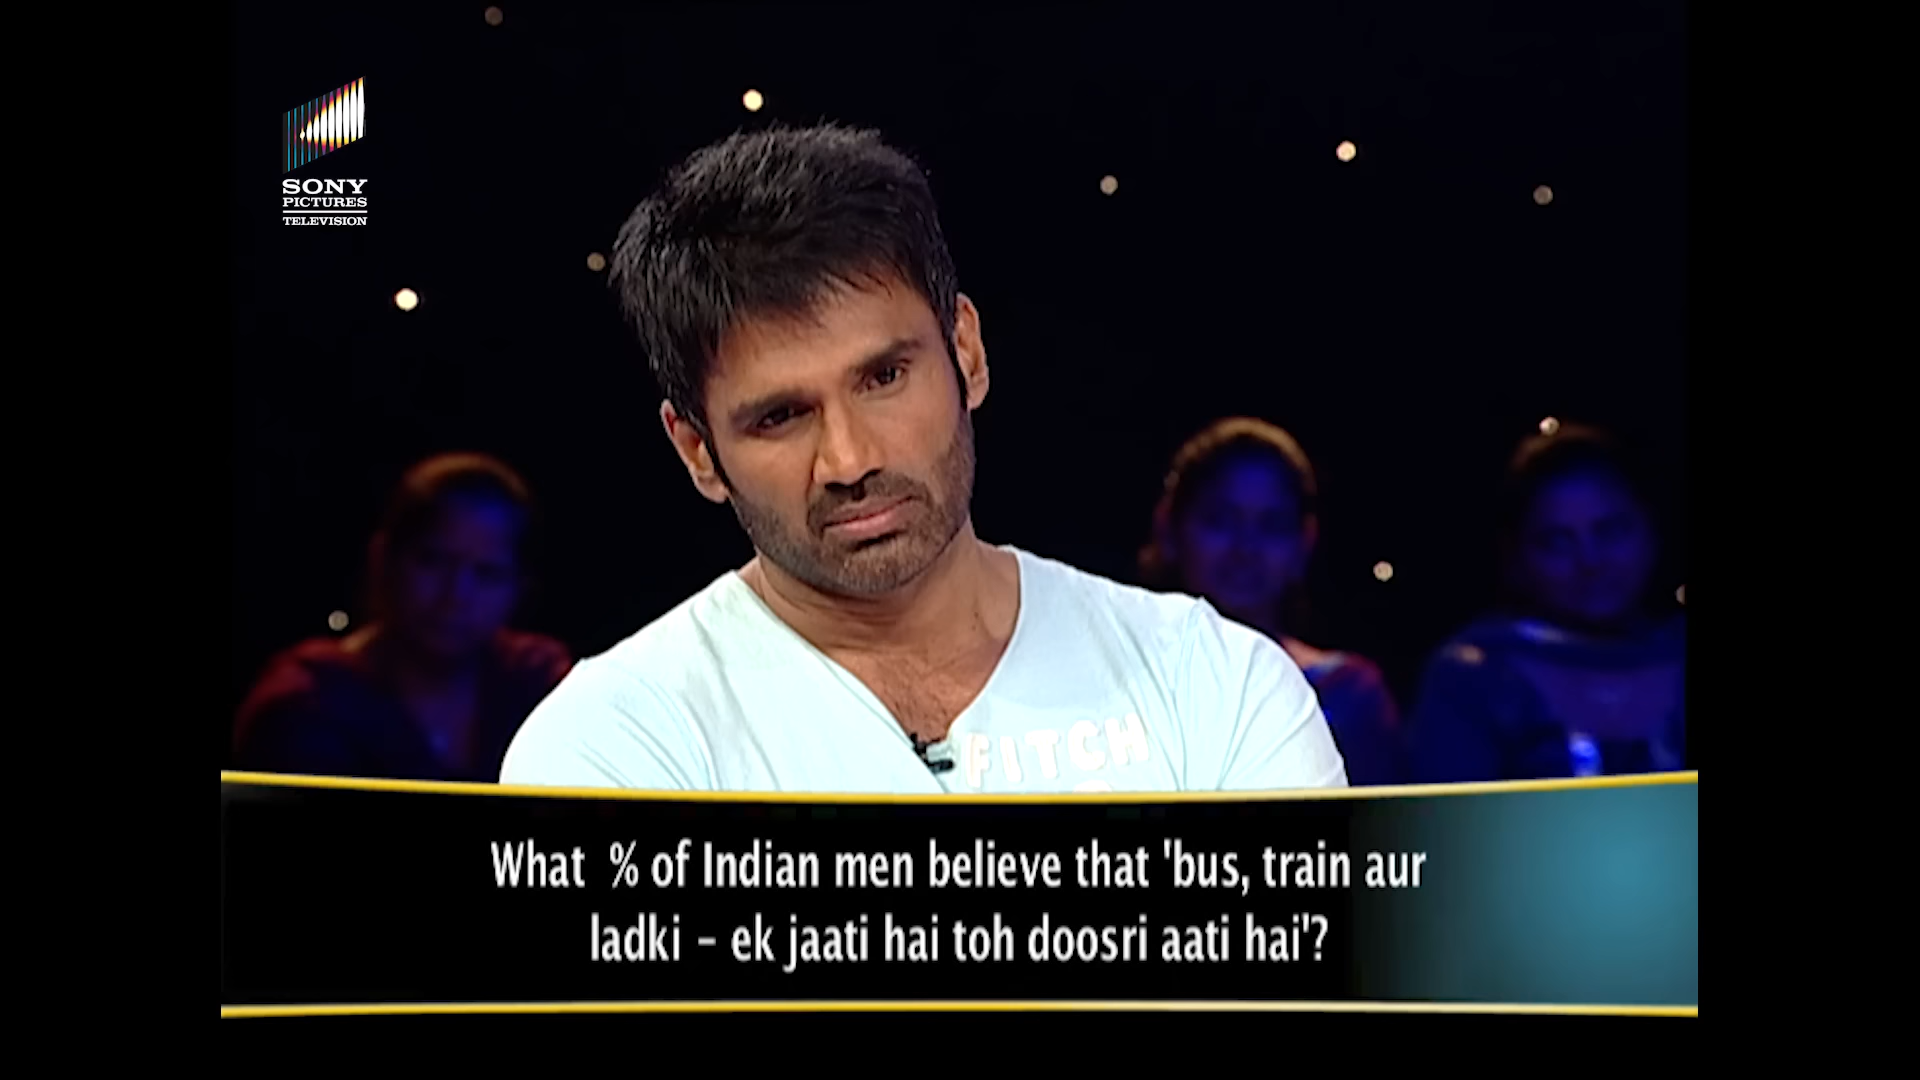 SONY
PICTURES
TELEVISION
FITCH
What % of Indian men believe that 'bus, train aur
ladki – ek jaati hai toh doosri aati hai'?